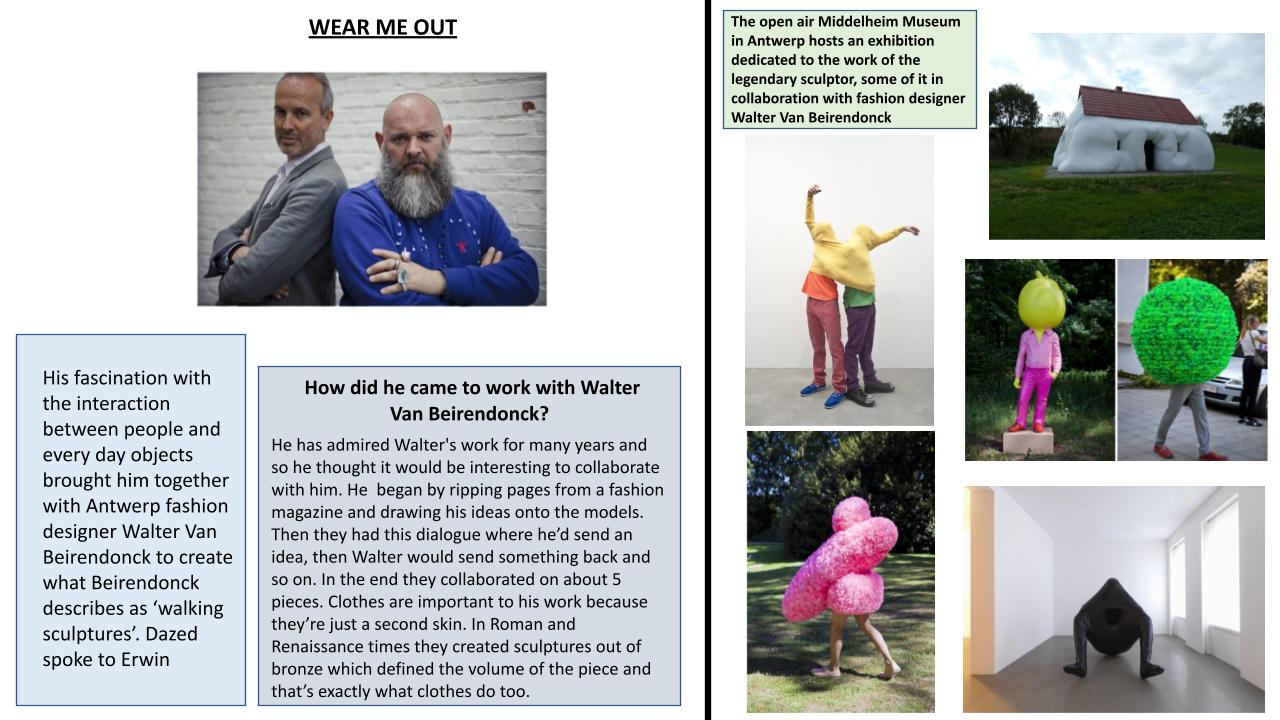 WEAR ME OUT
His fascination with
the interaction
between people and
every day objects
brought him together
with Antwerp fashion
designer Walter Van
Beirendonck to create
what Beirendonck
describes as ‘walking
sculptures’. Dazed
spoke to Erwin
How did he came to work with Walter
Van Beirendonck?
He has admired Walter's work for many years and
so he thought it would be interesting to collaborate
with him. He  began by ripping pages from a fashion
magazine and drawing his ideas onto the models.
Then they had this dialogue where he’d send an
idea, then Walter would send something back and
so on. In the end they collaborated on about 5
pieces. Clothes are important to his work because
they’re just a second skin. In Roman and
Renaissance times they created sculptures out of
bronze which defined the volume of the piece and
that’s exactly what clothes do too.
The open air Middelheim Museum
in Antwerp hosts an exhibition
dedicated to the work of the
legendary sculptor, some of it in
collaboration with fashion designer
Walter Van Beirendonck